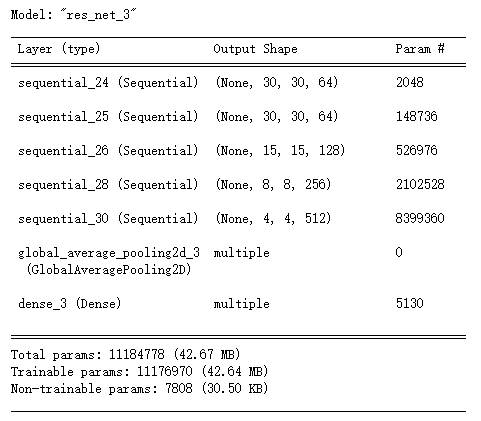 Model: "res_net_3"
Layer (type) Output Shape Param #
sequential_24 (Sequential) (None, 30, 30, 64) 2048
sequential_25 (Sequential) (None, 30, 30, 64) 148736
sequential_26 (Sequential) (None, 15, 15, 128) 526976
sequential_28 (Sequential) (None, 8, 8, 256) 2102528
sequential_30 (Sequential) (None, 4, 4, 512) 8399360
global_average_pooling2d_3 multiple 0
(GlobalAveragePooling2D)
dense_3 (Dense) multiple 5130
Total params: 11184778 (42.67 MB)
Trainable params: 11176970 (42.64 MB)
Non-trainable params: 7808 (30.50 KB)